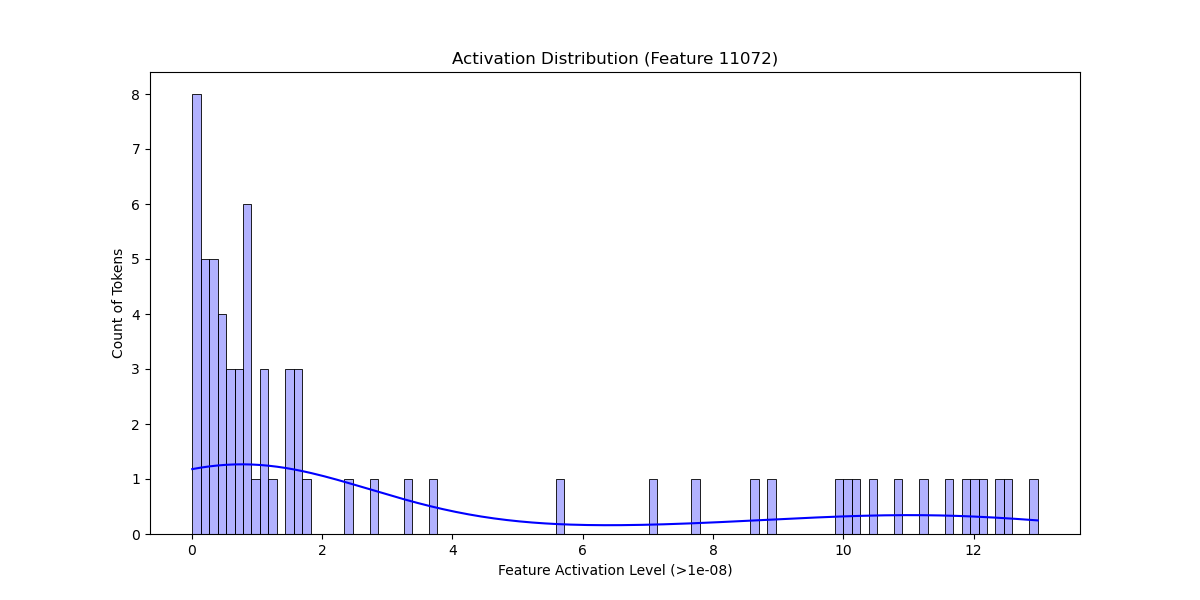 Activation Distribution (Feature 11072)
Count of Tokens
8
7
6
5
4
3
2
1
0
0 2 4 6 8 10 12
Feature Activation Level (>1e-08)